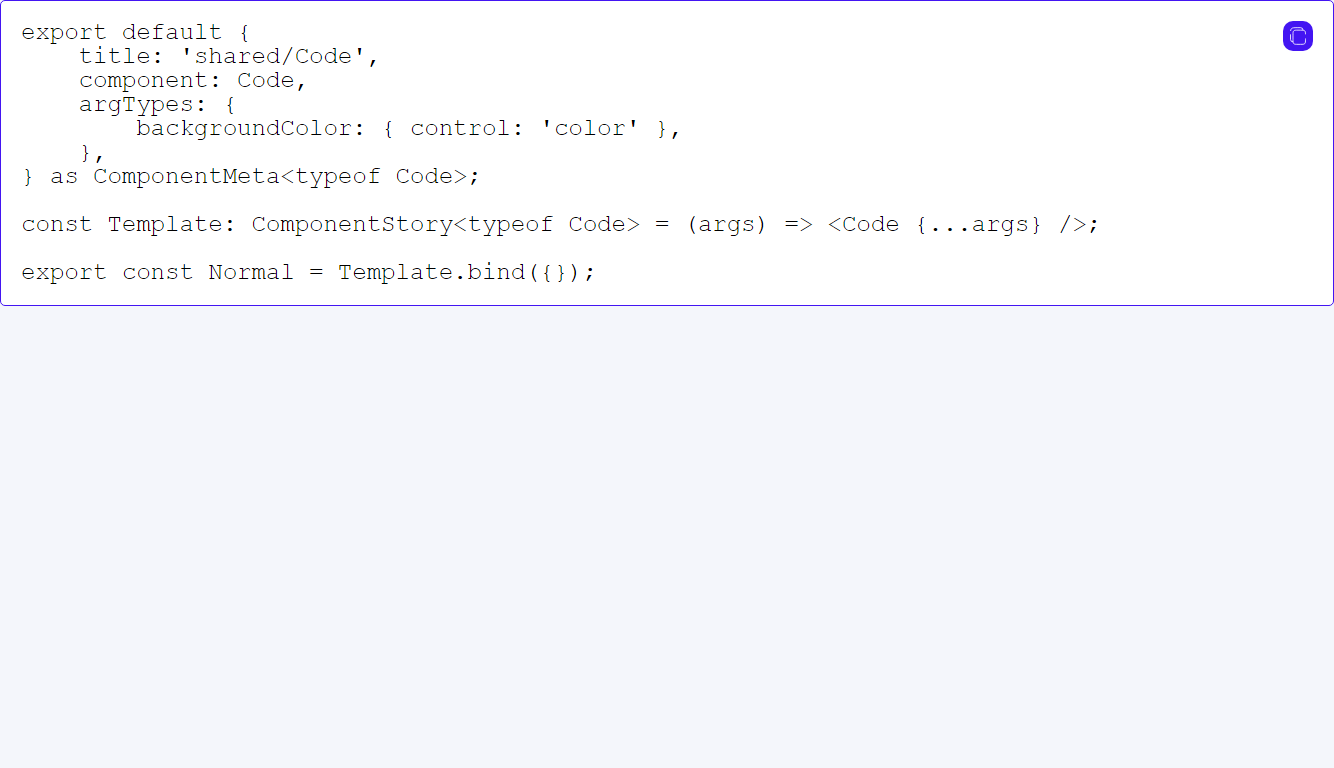 export default {
    title: 'shared/Code',
    component: Code,
    argTypes: {
        backgroundColor: { control: 'color' },
    },
} as ComponentMeta<typeof Code>;

const Template: ComponentStory<typeof Code> = (args) => <Code {...args} />;

export const Normal = Template.bind({});